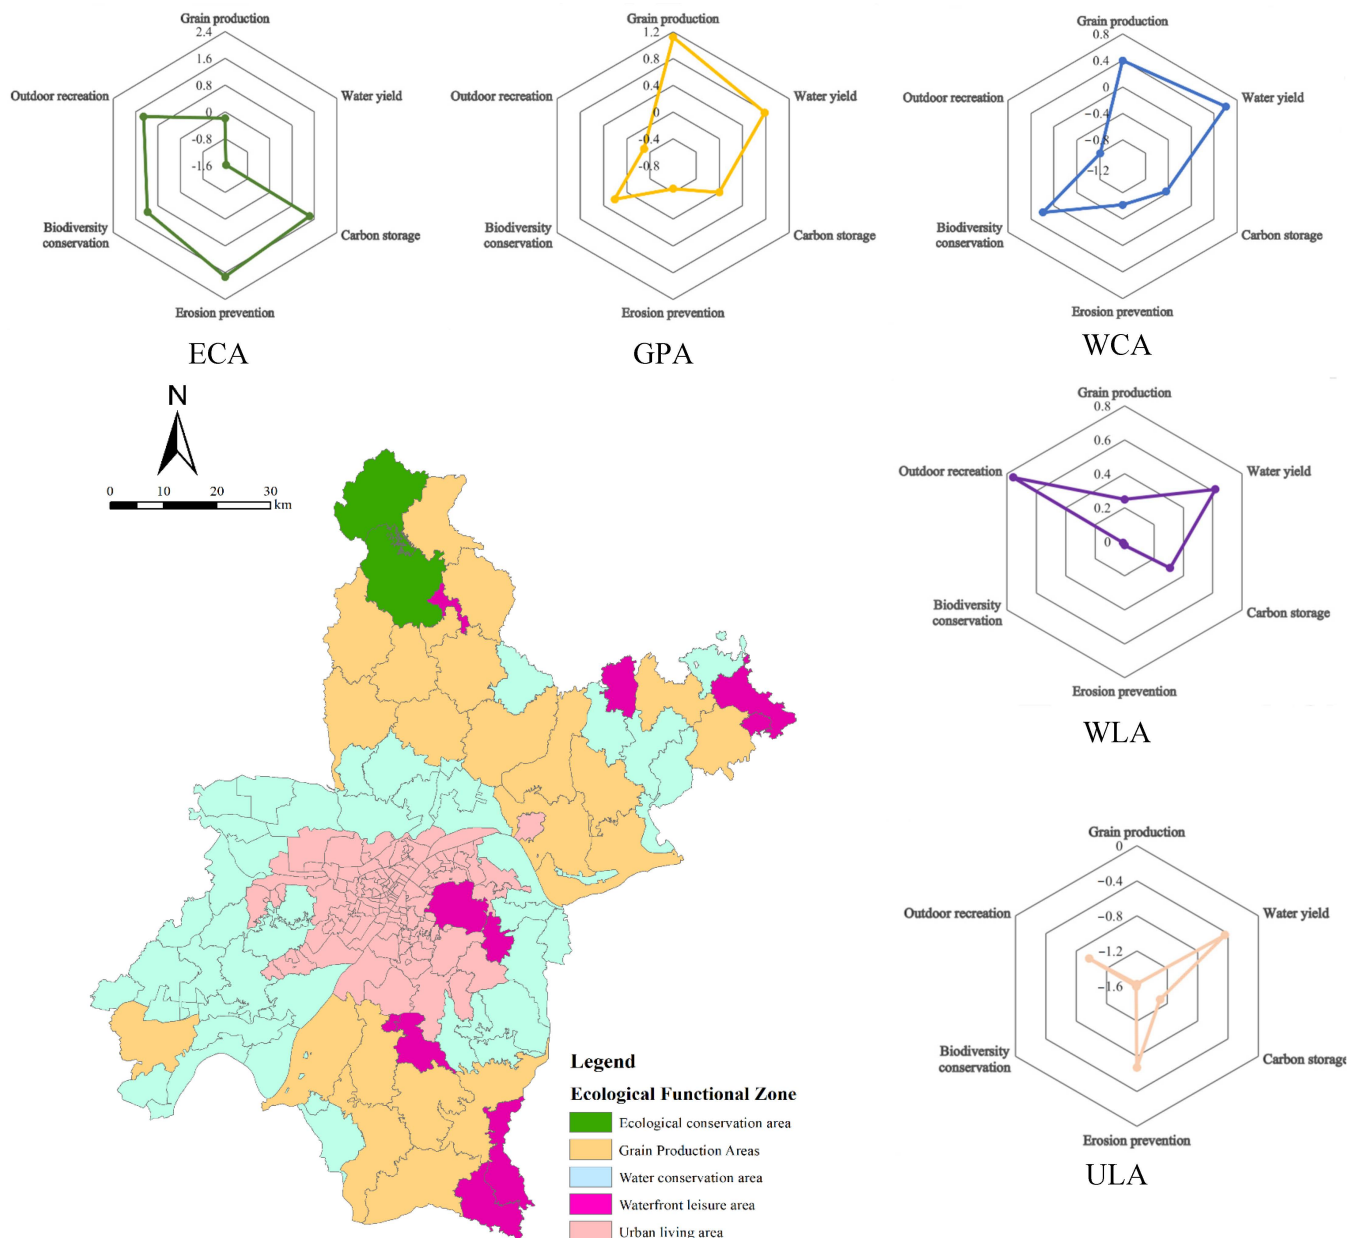 Grain production
2.4
1.6
0.8
0
-0.8
-1.6
Outdoor recreation
Water yield
Biodiversity
conservation
Carbon storage
Erosion prevention
ECA
Grain production
1.2
0.8
0.4
0
-0.4
-0.8
Outdoor recreation
Water yield
Biodiversity
conservation
Carbon storage
Erosion prevention
GPA
Grain production
0.8
0.4
0
-0.4
-0.8
-1.2
Outdoor recreation
Water yield
Biodiversity
conservation
Carbon storage
Erosion prevention
WCA
N
0 10 20 30
km
Grain production
0.8
0.6
0.4
0.2
0
Outdoor recreation
Water yield
Biodiversity
conservation
Carbon storage
Erosion prevention
WLA
Grain production
0
-0.4
-0.8
-1.2
-1.6
Outdoor recreation
Water yield
Biodiversity
conservation
Carbon storage
Erosion prevention
ULA
Legend
Ecological Functional Zone
Ecological conservation area
Grain Production Areas
Water conservation area
Waterfront leisure area
Urban living area